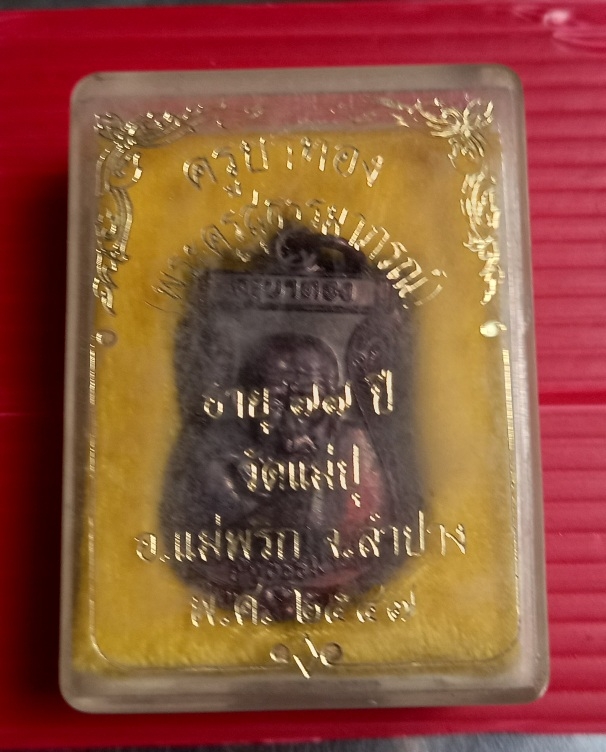 ครูบาทอง
อายุ ๗๗ ปี
วัดแม่ปุ
อ.แม่พริก จ.ลำปาง
พ.ศ. ๒๕๔๗